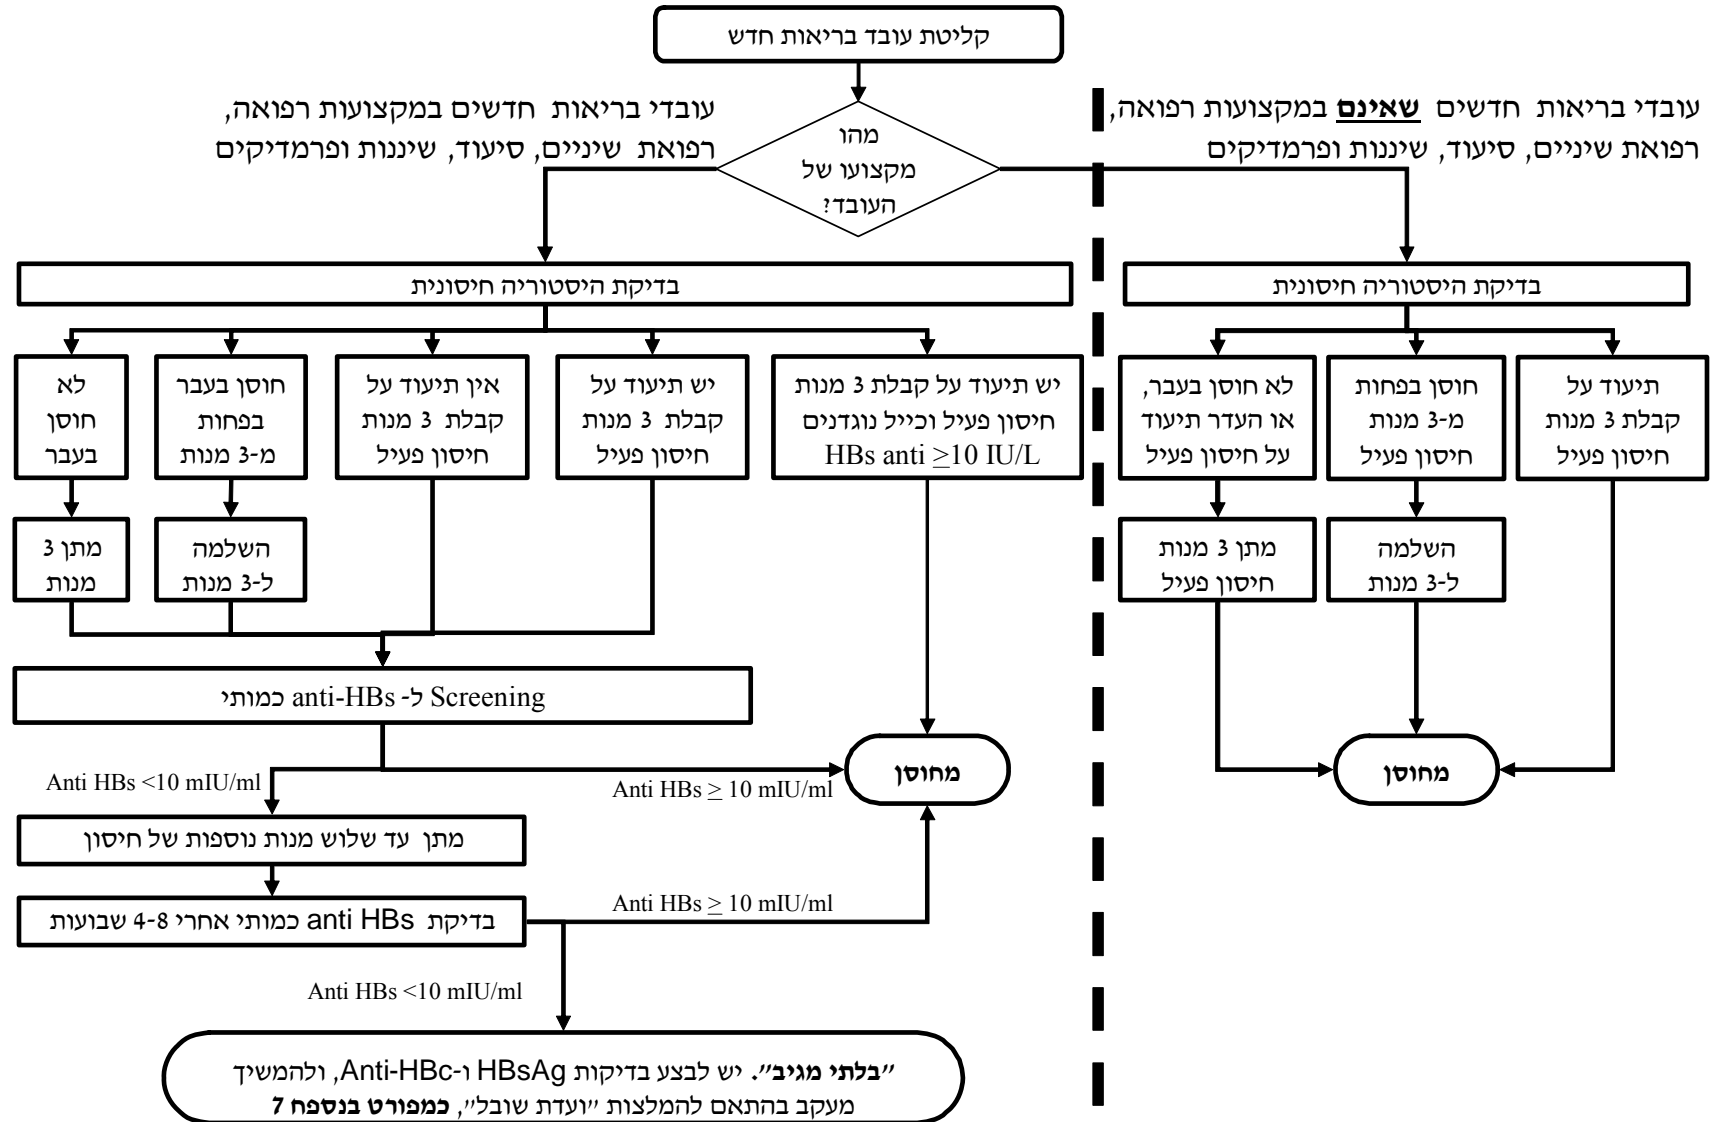 קליטת עובד בריאות חדש
עובדי בריאות חדשים שאינם במקצועות רפואה,
רפואת שיניים, סיעוד, שיננות ופרמדיקים
עובדי בריאות חדשים במקצועות רפואה,
רפואת שיניים, סיעוד, שיננות ופרמדיקים
מהו
מקצועו של
העובד?
בדיקת היסטוריה חיסונית
תיעוד על
קבלת 3 מנות
חיסון פעיל
חוסן בפחות
מ-3 מנות
חיסון פעיל
לא חוסן בעבר,
או העדר תיעוד
על חיסון פעיל
השלמה
ל-3 מנות
מתן 3 מנות
חיסון פעיל
מחוסן
בדיקת היסטוריה חיסונית
יש תיעוד על קבלת 3 מנות
חיסון פעיל וכייל נוגדנים
HBs anti ≥10 IU/L
יש תיעוד על
קבלת 3 מנות
חיסון פעיל
אין תיעוד על
קבלת 3 מנות
חיסון פעיל
חוסן בעבר
בפחות
מ-3 מנות
לא
חוסן
בעבר
השלמה
ל-3 מנות
מתן 3
מנות
Screening ל- anti-HBs כמותי
מחוסן
Anti HBs ≥ 10 mIU/ml
Anti HBs <10 mIU/ml
מתן עד שלוש מנות נוספות של חיסון
בדיקת anti HBs כמותי אחרי 4-8 שבועות
Anti HBs ≥ 10 mIU/ml
Anti HBs <10 mIU/ml
״בלתי מגיב״. יש לבצע בדיקות HBsAg ו-Anti-HBc, ולהמשיך
מעקב בהתאם להמלצות ״ועדת שובל״, כמפורט בנספח 7